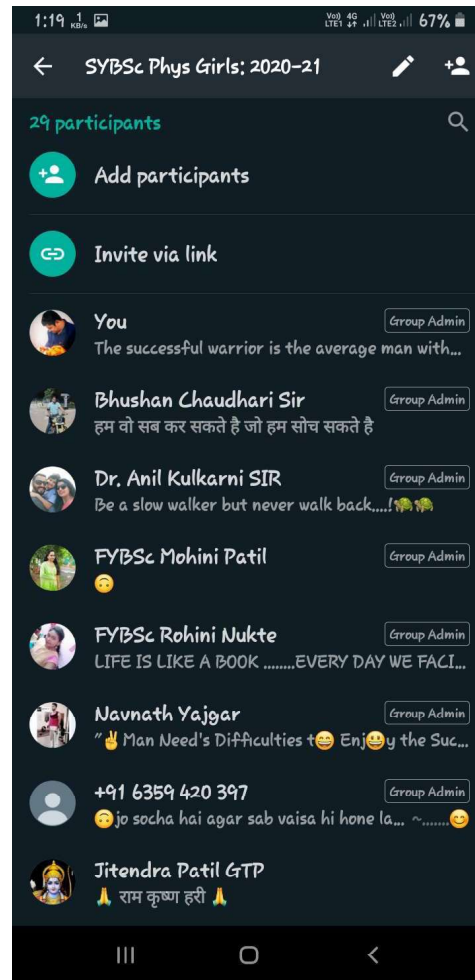 1:19 1 KB/s Vo)) LTE1 4G Vo)) LTE2 67%
SYBSc Phys Girls: 2020-21
29 participants
Add participants
Invite via link
You Group Admin
The successful warrior is the average man with...
Bhushan Chaudhari Sir Group Admin
हम वो सब कर सकते है जो हम सोच सकते है
Dr. Anil Kulkarni SIR Group Admin
Be a slow walker but never walk back....!🐢🐢
FYBSc Mohini Patil Group Admin
🙃
FYBSc Rohini Nukte Group Admin
LIFE IS LIKE A BOOK ........EVERY DAY WE FACI...
Navnath Yajgar Group Admin
"✌Man Need's Difficulties t😄 Enj😃y the Suc...
+91 6359 420 397 Group Admin
🙃jo socha hai agar sab vaisa hi hone la... ~.......😊
Jitendra Patil GTP
🙏 राम कृष्ण हरी 🙏